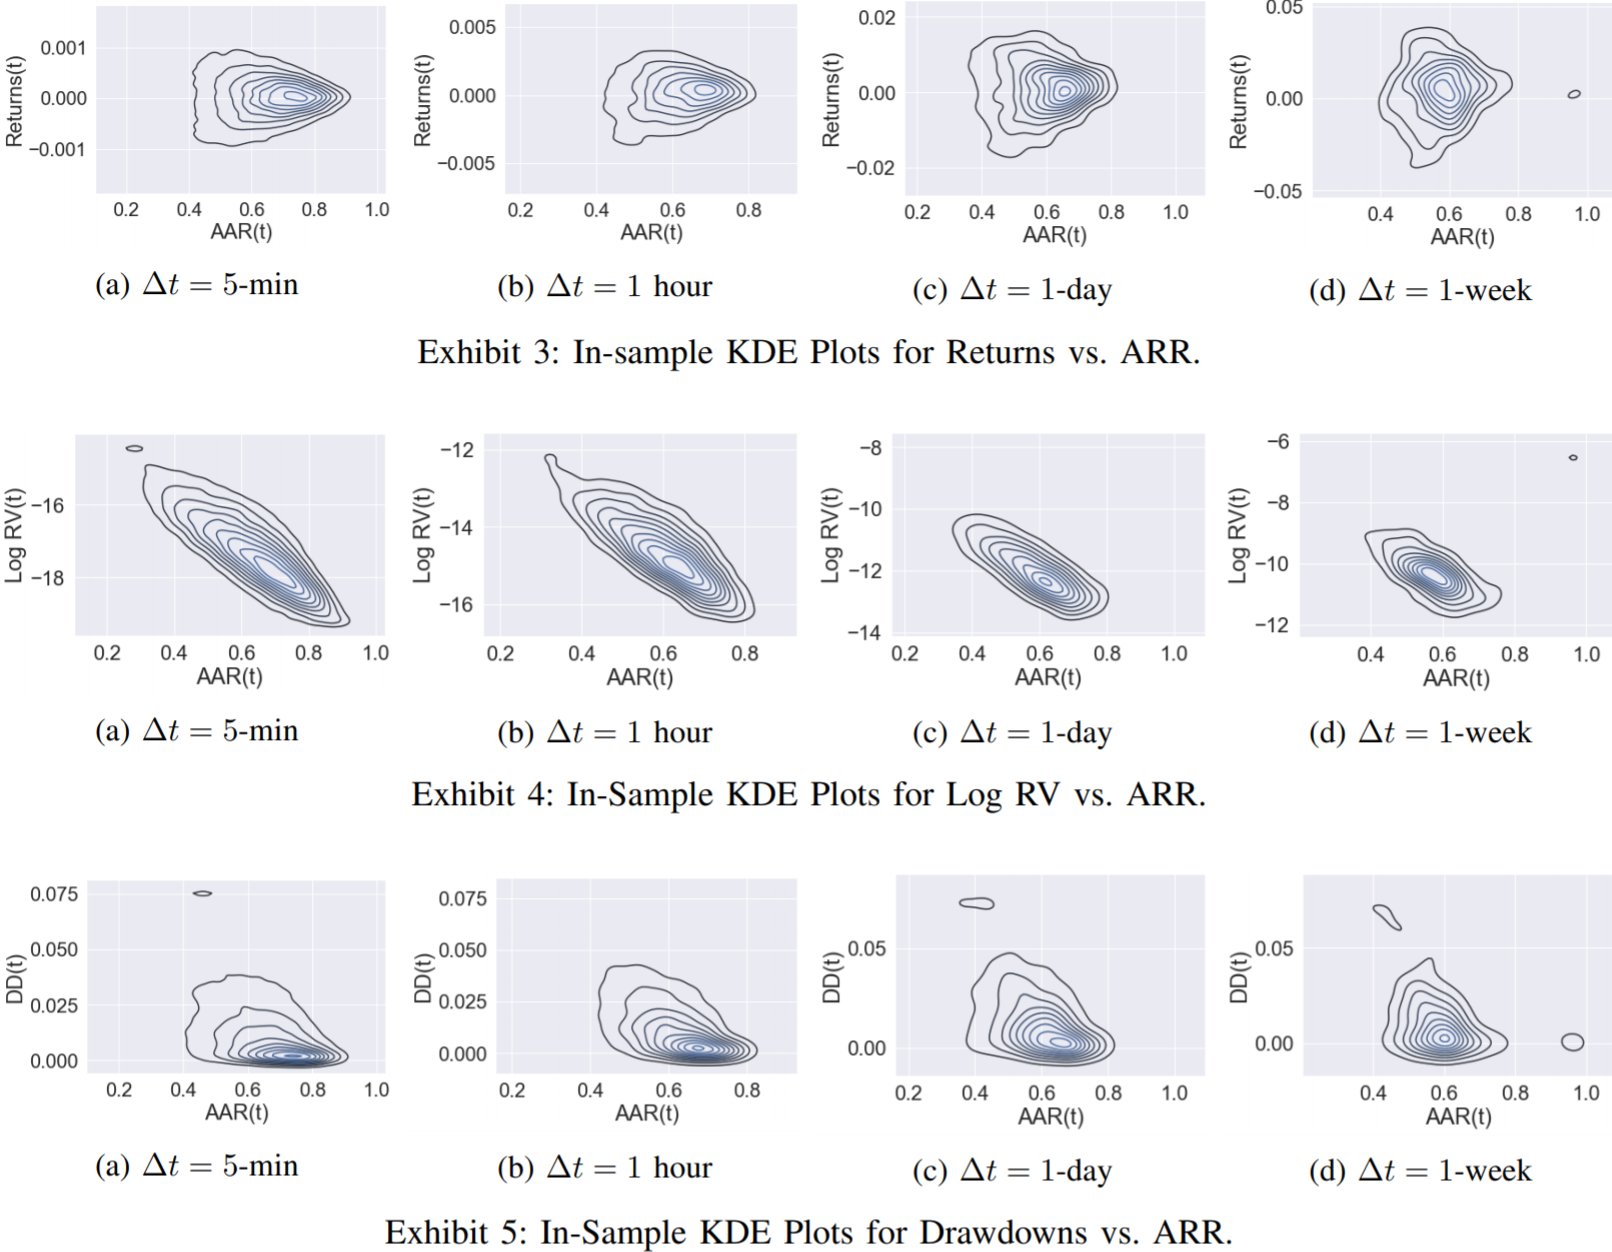 0.001
0.000
−0.001
Returns(t)
0.2 0.4 0.6 0.8 1.0
AAR(t)
(a) Δt = 5-min
0.005
0.000
−0.005
Returns(t)
0.2 0.4 0.6 0.8
AAR(t)
(b) Δt = 1 hour
0.02
0.00
−0.02
Returns(t)
0.2 0.4 0.6 0.8 1.0
AAR(t)
(c) Δt = 1-day
0.05
0.00
−0.05
Returns(t)
0.4 0.6 0.8 1.0
AAR(t)
(d) Δt = 1-week
Exhibit 3: In-sample KDE Plots for Returns vs. ARR.
−16
−18
Log RV(t)
0.2 0.4 0.6 0.8 1.0
AAR(t)
(a) Δt = 5-min
−12
−14
−16
Log RV(t)
0.2 0.4 0.6 0.8
AAR(t)
(b) Δt = 1 hour
−8
−10
−12
−14
Log RV(t)
0.2 0.4 0.6 0.8 1.0
AAR(t)
(c) Δt = 1-day
−6
−8
−10
−12
Log RV(t)
0.4 0.6 0.8 1.0
AAR(t)
(d) Δt = 1-week
Exhibit 4: In-Sample KDE Plots for Log RV vs. ARR.
0.075
0.050
0.025
0.000
DD(t)
0.2 0.4 0.6 0.8 1.0
AAR(t)
(a) Δt = 5-min
0.075
0.050
0.025
0.000
DD(t)
0.2 0.4 0.6 0.8
AAR(t)
(b) Δt = 1 hour
0.05
0.00
DD(t)
0.2 0.4 0.6 0.8 1.0
AAR(t)
(c) Δt = 1-day
0.05
0.00
DD(t)
0.4 0.6 0.8 1.0
AAR(t)
(d) Δt = 1-week
Exhibit 5: In-Sample KDE Plots for Drawdowns vs. ARR.